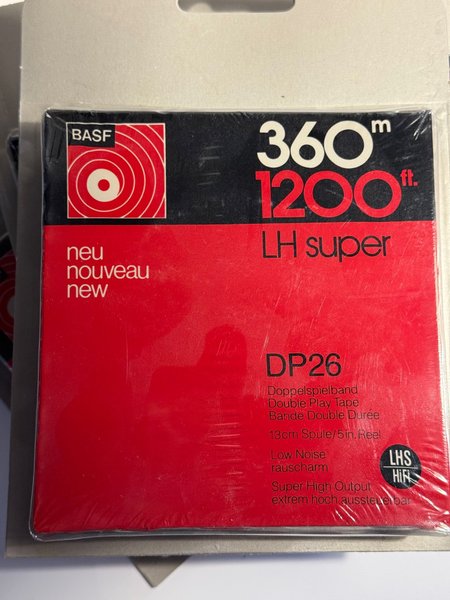 BASF
360m
1200ft.
LH super
neu
nouveau
new
DP26
Doppelspielband
Double Play Tape
Bande Double Durée
13cm Spule/5in. Reel
Low Noise
rauscharm
LHS
HiFi
Super High Output
extrem hoch aussteuerbar